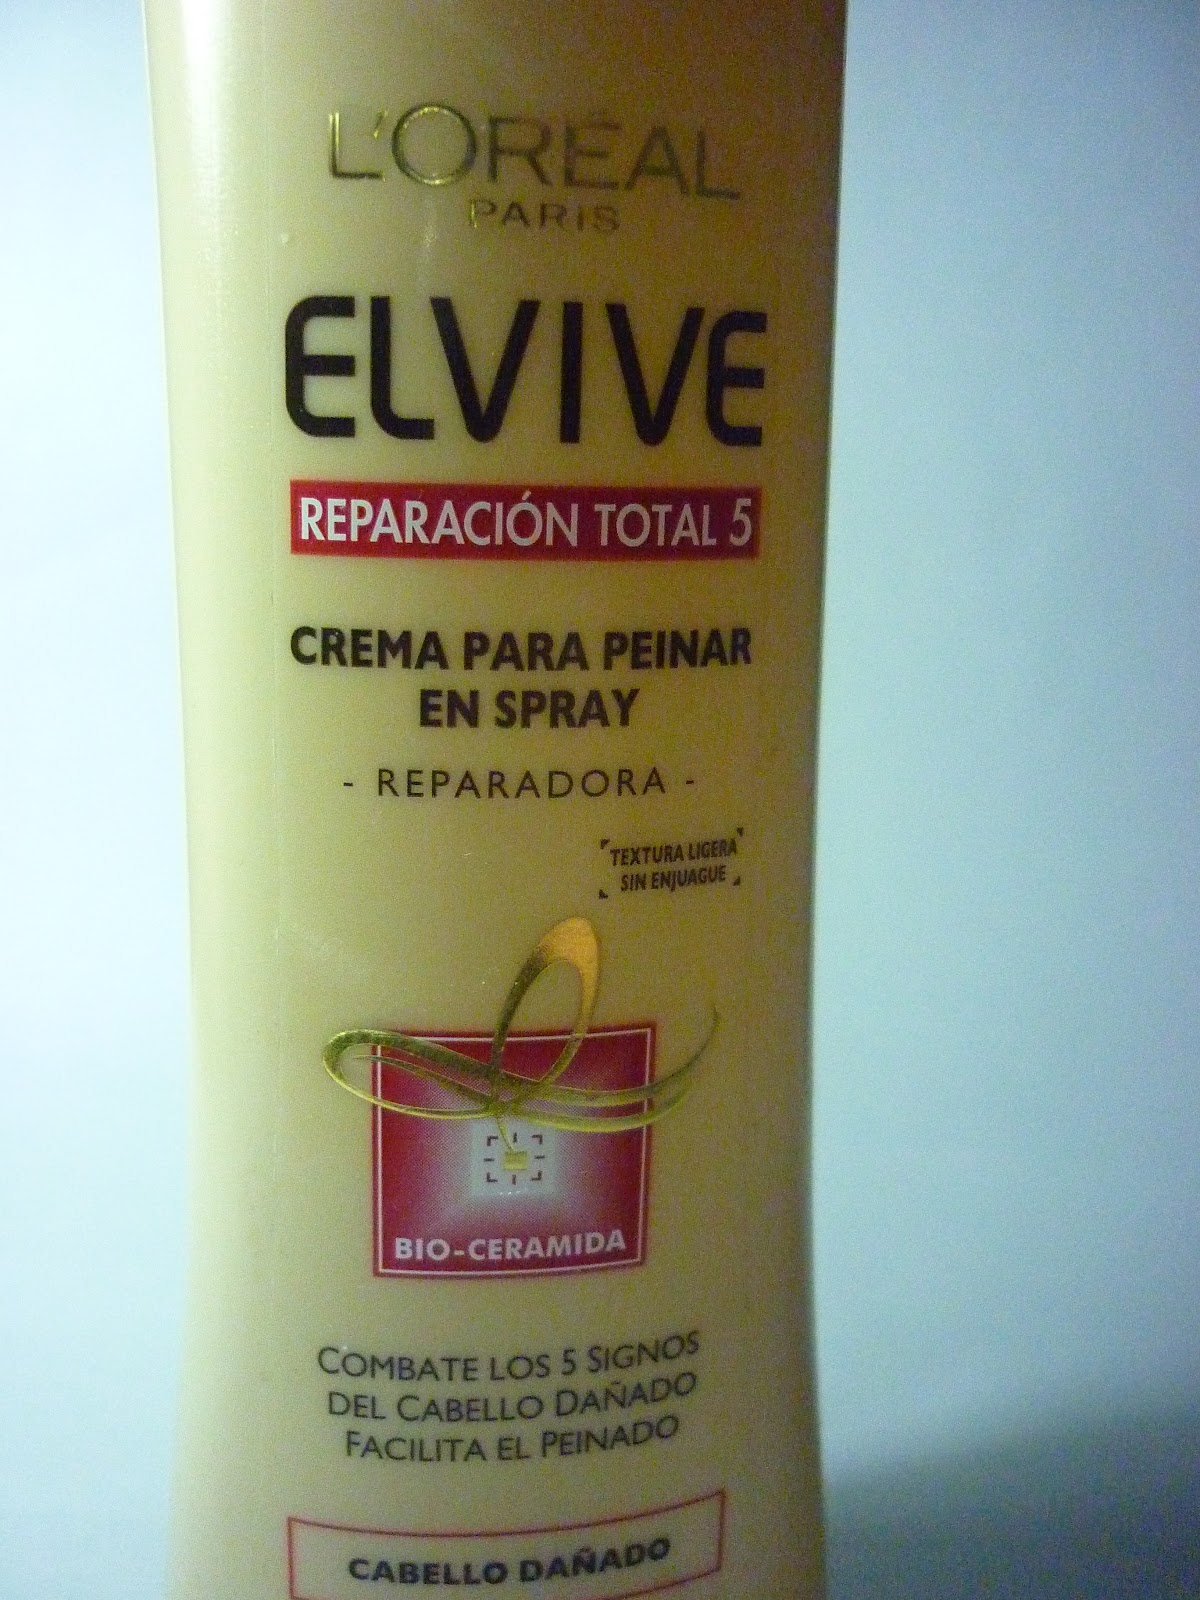 L'ORÉAL
PARIS
ELVIVE
REPARACIÓN TOTAL 5
CREMA PARA PEINAR
EN SPRAY
- REPARADORA -
TEXTURA LIGERA
SIN ENJUAGUE
BIO-CERAMIDA
COMBATE LOS 5 SIGNOS
DEL CABELLO DAÑADO
FACILITA EL PEINADO
CABELLO DAÑADO